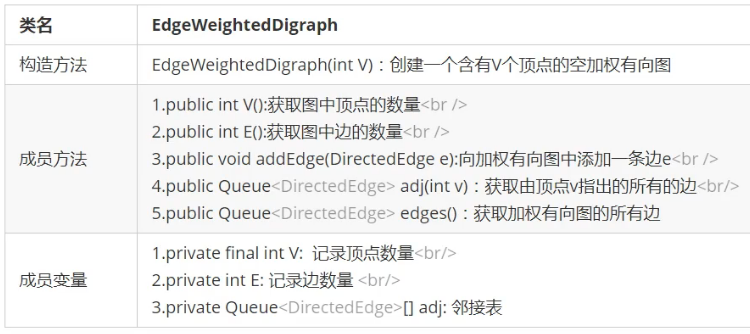 类名 EdgeWeightedDigraph
构造方法 EdgeWeightedDigraph(int V)：创建一个含有V个顶点的空加权有向图
1.public int V():获取图中顶点的数量<br />
2.public int E():获取图中边的数量<br />
成员方法 3.public void addEdge(DirectedEdge e):向加权有向图中添加一条边e<br />
4.public Queue<DirectedEdge> adj(int v)：获取由顶点v指出的所有的边<br/>
5.public Queue<DirectedEdge> edges()：获取加权有向图的所有边
1.private final int V: 记录顶点数量<br/>
成员变量 2.private int E: 记录边数量 <br/>
3.private Queue<DirectedEdge>[] adj: 邻接表